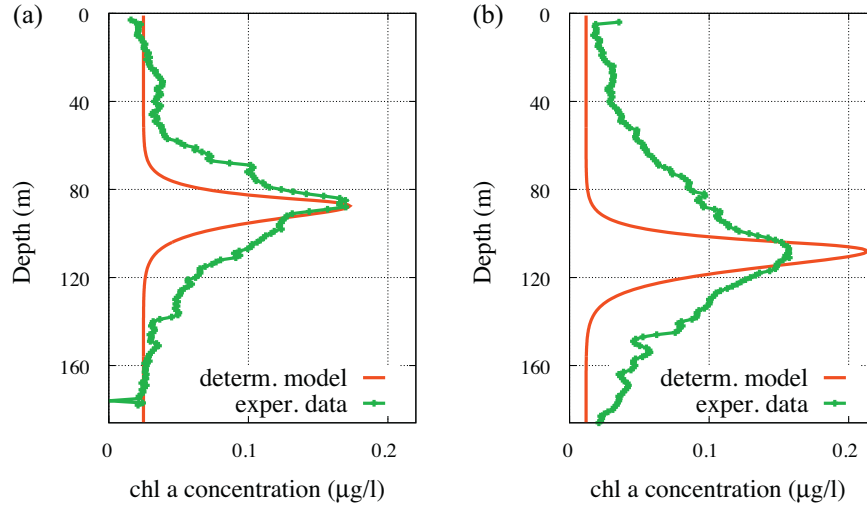 (a)
0
40
80
120
160
Depth (m)
determ. model
exper. data
0
0.1
0.2
chl a concentration (μg/l)
(b)
0
40
80
120
160
Depth (m)
determ. model
exper. data
0
0.1
0.2
chl a concentration (μg/l)